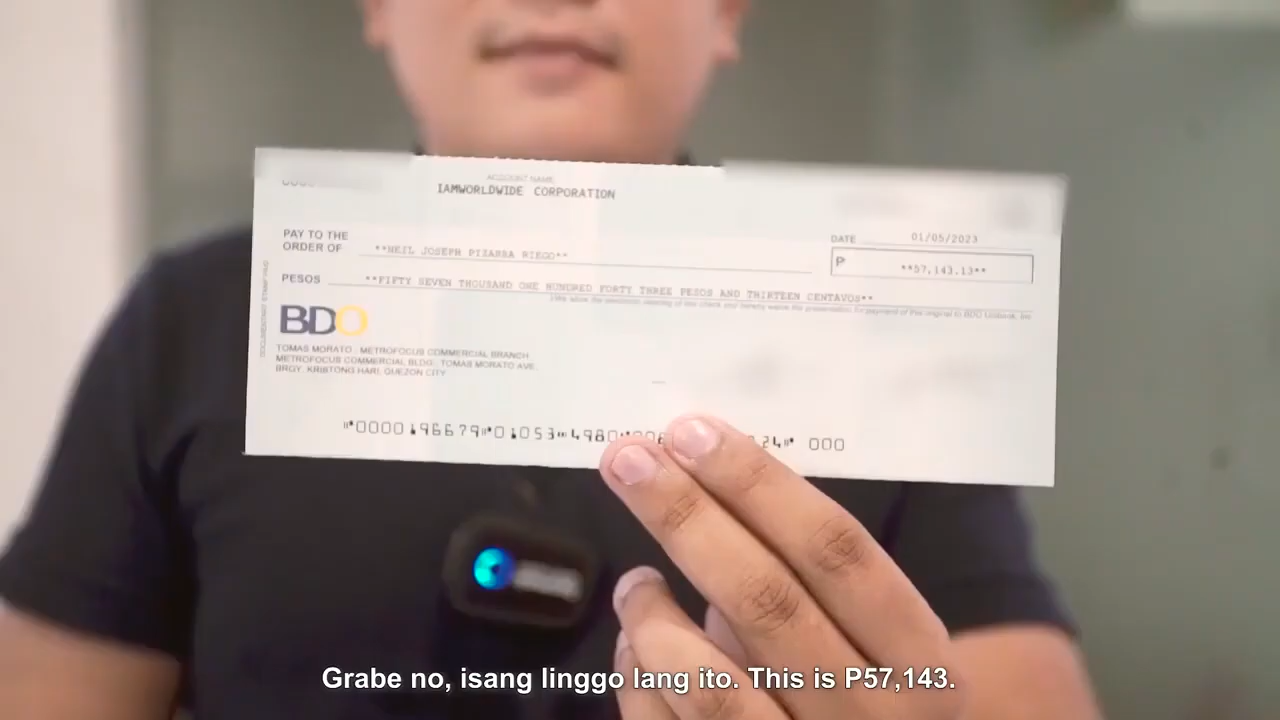 ACCOUNT NAME
IAMWORLDWIDE CORPORATION
DATE 01/05/2023
PAY TO THE
ORDER OF **NEIL JOSEPH PIZARRA RIEGO**
P **57,143.13**
PESOS **FIFTY SEVEN THOUSAND ONE HUNDRED FORTY THREE PESOS AND THIRTEEN CENTAVOS**
BDO
TOMAS MORATO - METROFOCUS COMMERCIAL BRANCH
METROFOCUS COMMERCIAL BLDG. TOMAS MORATO AVE.
BRGY. KRISTONG HARI, QUEZON CITY
Grabe no, isang linggo lang ito. This is P57,143.